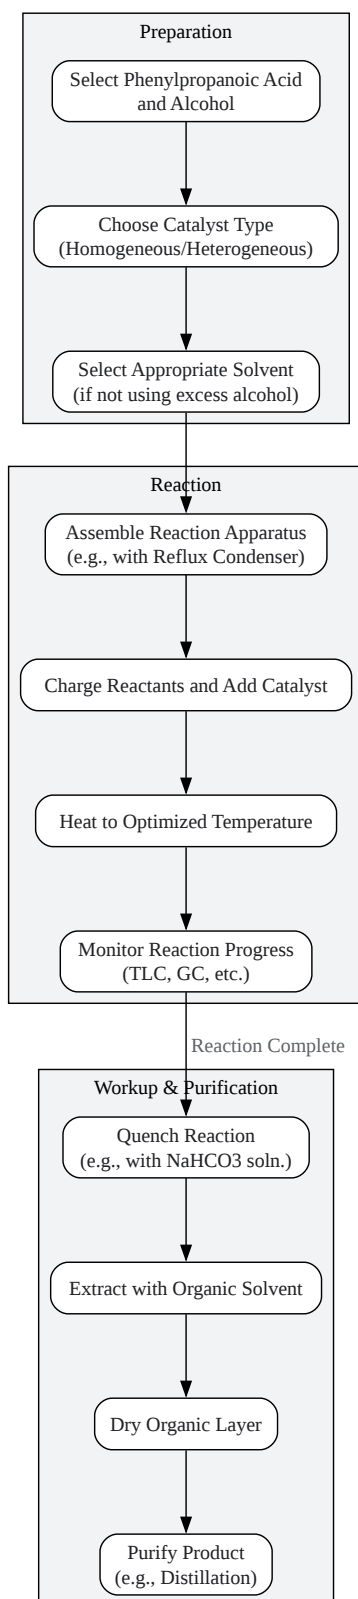 Preparation
Select Phenylpropanoic Acid
and Alcohol
Choose Catalyst Type
(Homogeneous/Heterogeneous)
Select Appropriate Solvent
(if not using excess alcohol)
Reaction
Assemble Reaction Apparatus
(e.g., with Reflux Condenser)
Charge Reactants and Add Catalyst
Heat to Optimized Temperature
Monitor Reaction Progress
(TLC, GC, etc.)
Reaction Complete
Workup & Purification
Quench Reaction
(e.g., with NaHCO3 soln.)
Extract with Organic Solvent
Dry Organic Layer
Purify Product
(e.g., Distillation)